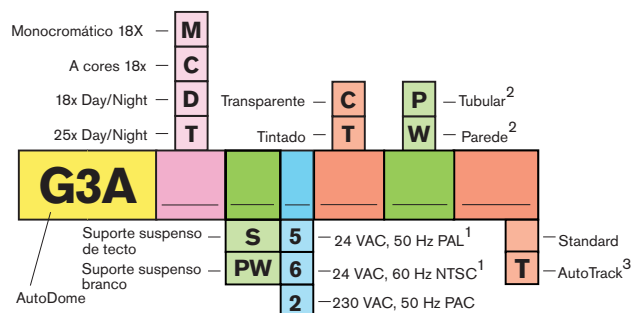 Monocromático 18X — M
A cores 18x — C
18x Day/Night — D
25x Day/Night — T
Transparente — C
Tintado — T
P — Tubular2
W — Parede2
G3A
Suporte suspenso de tecto
S
5 — 24 VAC, 50 Hz PAL1
Standard
Suporte suspenso branco
PW
6 — 24 VAC, 60 Hz NTSC1
T — AutoTrack3
AutoDome
2 — 230 VAC, 50 Hz PAC